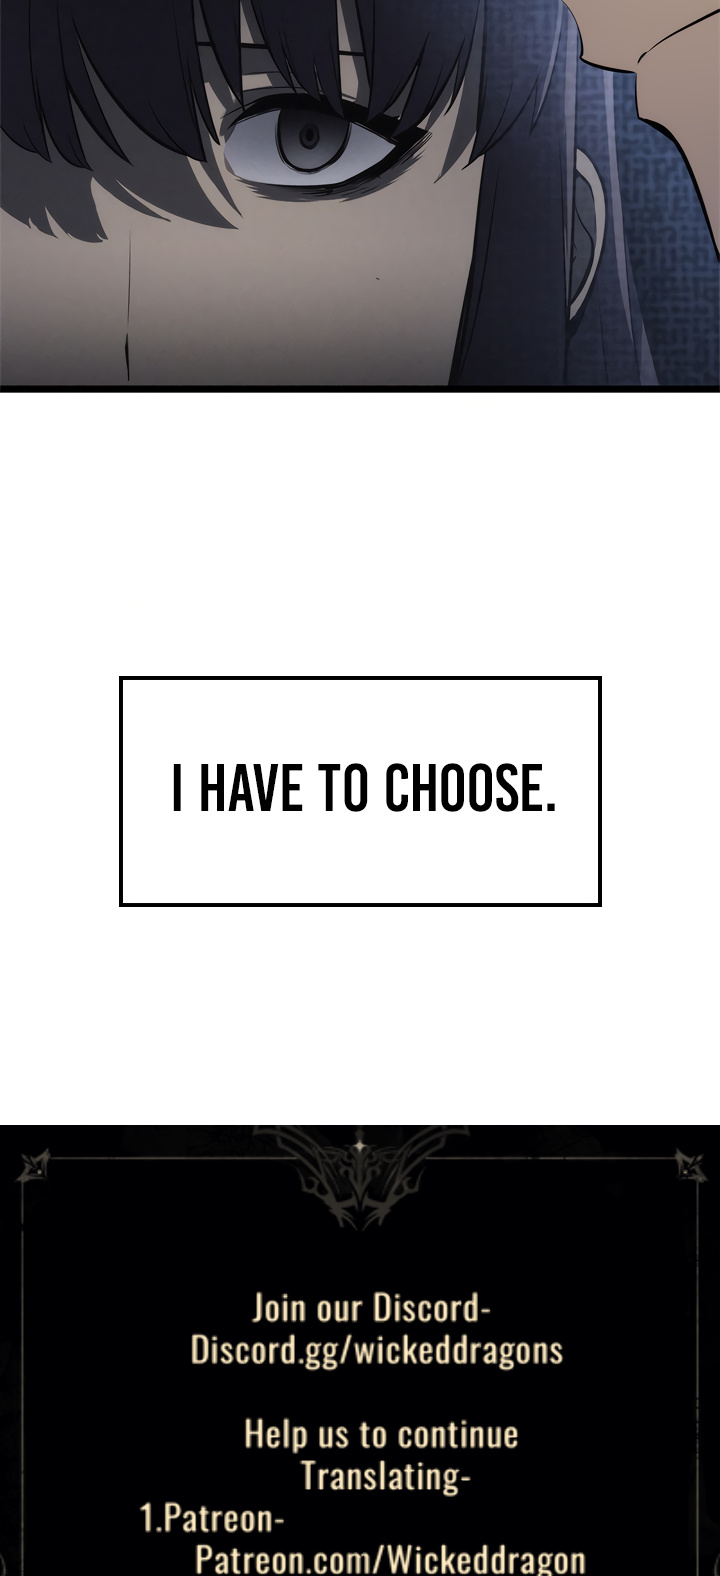 I HAVE TO CHOOSE.
Join our Discord-
Discord.gg/wickeddragons
Help us to continue
Translating-
1.Patreon-
Patreon.com/Wickeddragon